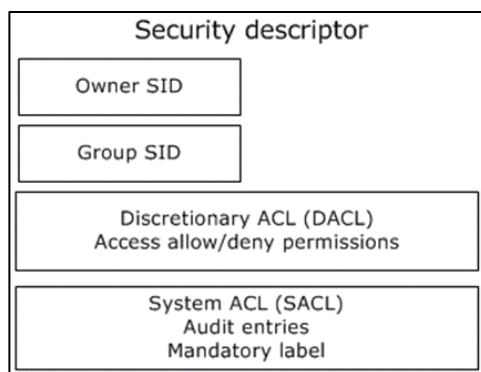 Security descriptor
Owner SID
Group SID
Discretionary ACL (DACL)
Access allow/deny permissions
System ACL (SACL)
Audit entries
Mandatory label